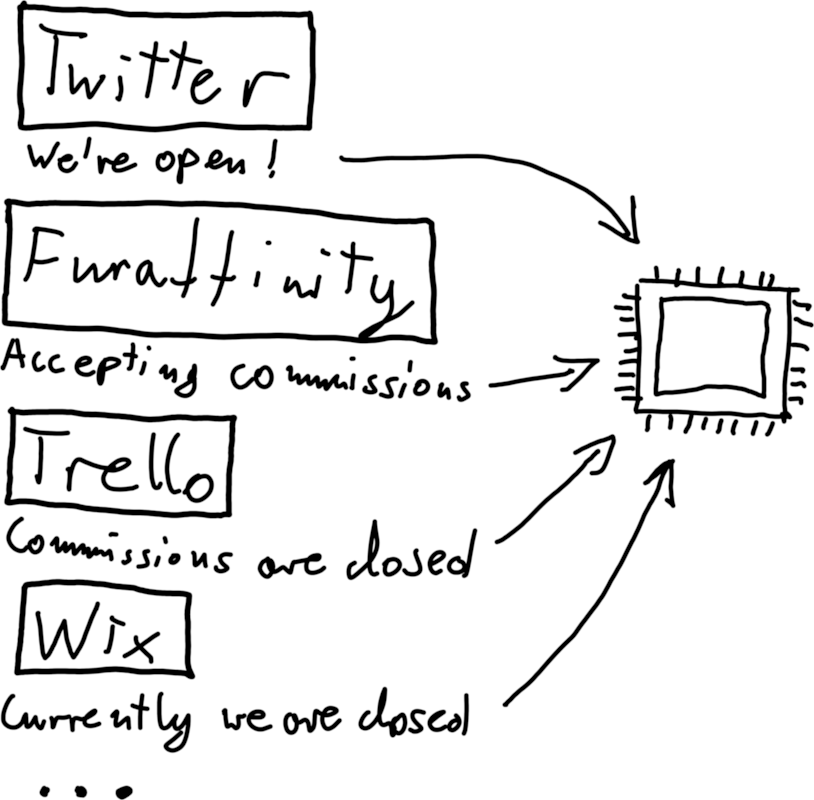 Twitter
We're open!
Furaffinity
Accepting commissions
Trello
Commissions are closed
Wix
Currently we are closed
...